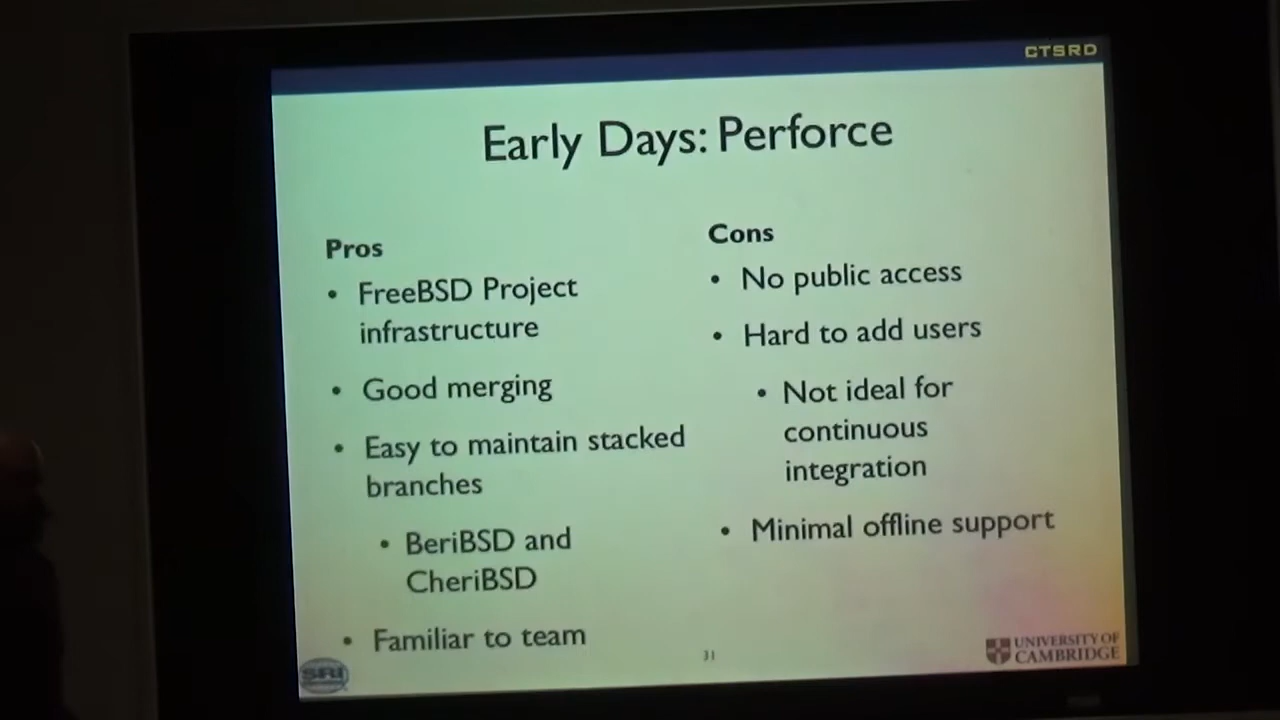 CTSRD
Early Days: Perforce
Pros
• FreeBSD Project
infrastructure
• Good merging
• Easy to maintain stacked
branches
• BeriBSD and
CheriBSD
• Familiar to team
Cons
• No public access
• Hard to add users
• Not ideal for
continuous
integration
• Minimal offline support
SRI
31
UNIVERSITY OF
CAMBRIDGE